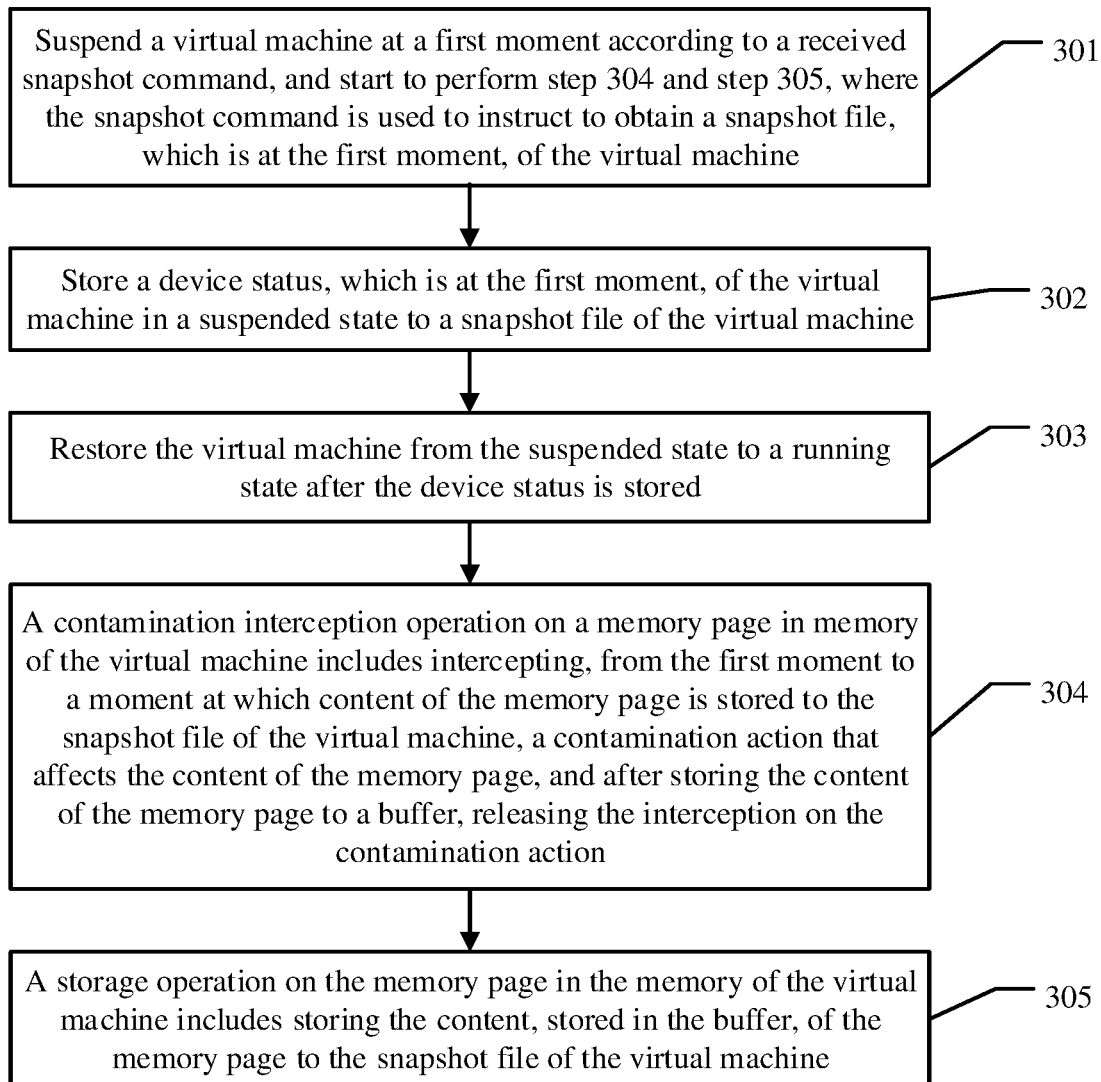 Suspend a virtual machine at a first moment according to a received
snapshot command, and start to perform step 304 and step 305, where
the snapshot command is used to instruct to obtain a snapshot file,
which is at the first moment, of the virtual machine
301
Store a device status, which is at the first moment, of the virtual
machine in a suspended state to a snapshot file of the virtual machine
302
Restore the virtual machine from the suspended state to a running
state after the device status is stored
303
A contamination interception operation on a memory page in memory
of the virtual machine includes intercepting, from the first moment to
a moment at which content of the memory page is stored to the
snapshot file of the virtual machine, a contamination action that
affects the content of the memory page, and after storing the content
of the memory page to a buffer, releasing the interception on the
contamination action
304
A storage operation on the memory page in the memory of the virtual
machine includes storing the content, stored in the buffer, of the
memory page to the snapshot file of the virtual machine
305